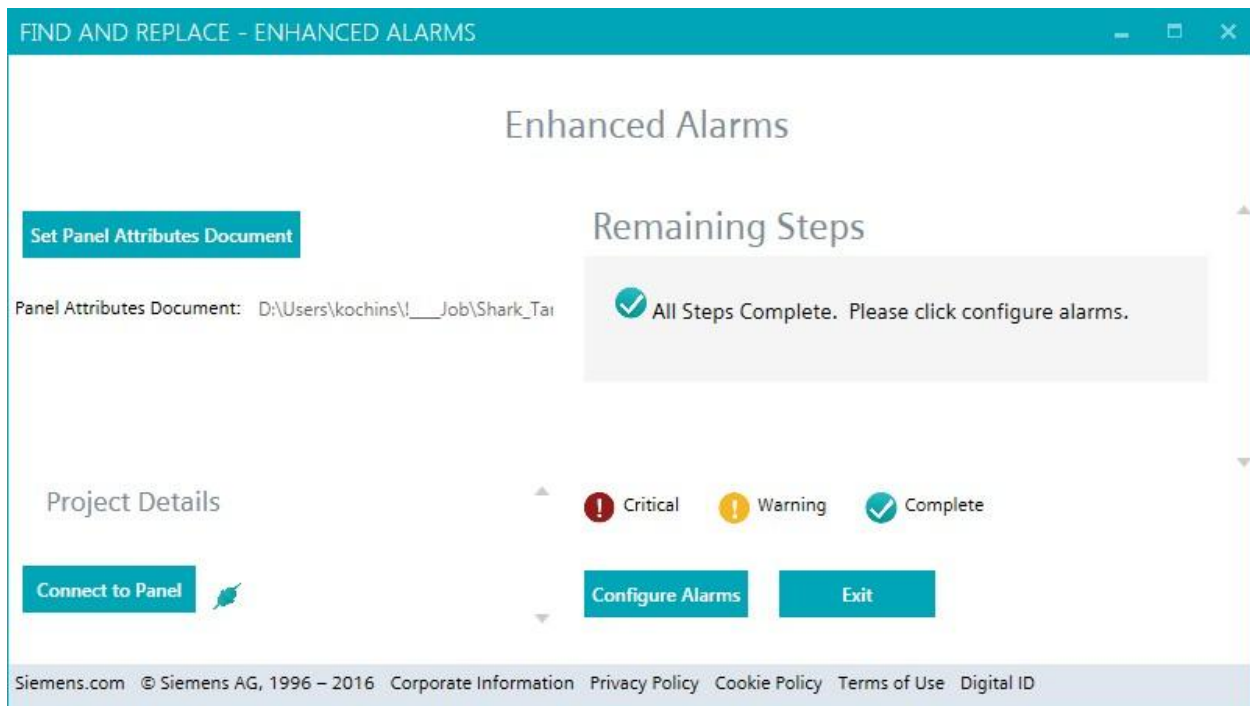 FIND AND REPLACE - ENHANCED ALARMS
Enhanced Alarms
Set Panel Attributes Document
Panel Attributes Document: D:\Users\kochins\!___Job\Shark_Tar
Remaining Steps
All Steps Complete. Please click configure alarms.
Project Details
Connect to Panel
Critical Warning Complete
Configure Alarms Exit
Siemens.com © Siemens AG, 1996 – 2016 Corporate Information Privacy Policy Cookie Policy Terms of Use Digital ID